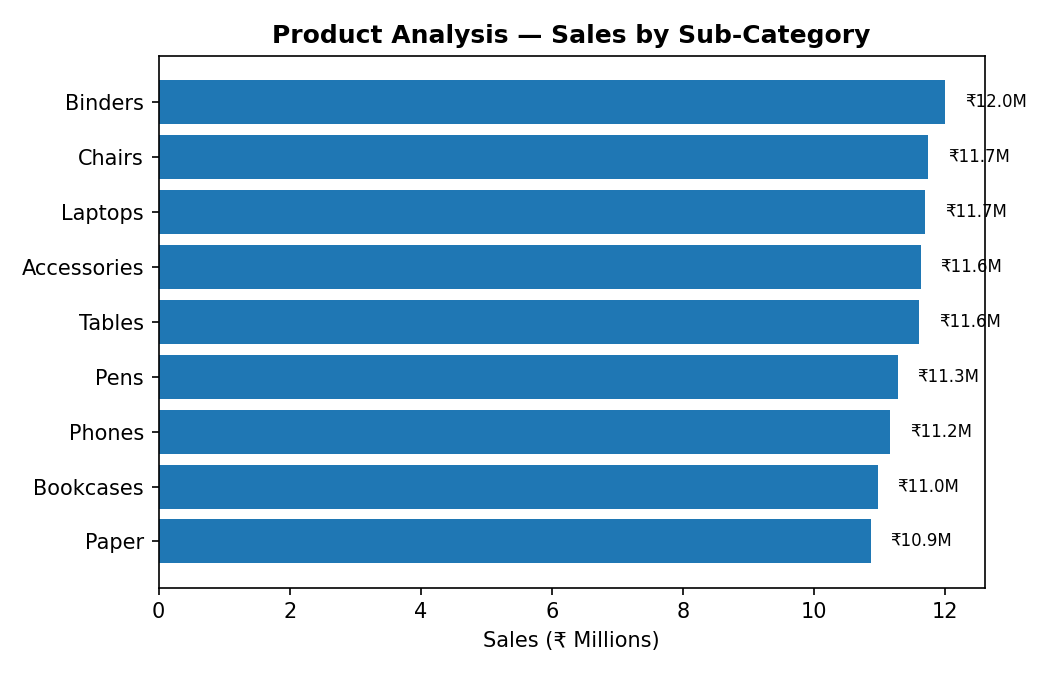 Product Analysis — Sales by Sub-Category
Binders ₹12.0M
Chairs ₹11.7M
Laptops ₹11.7M
Accessories ₹11.6M
Tables ₹11.6M
Pens ₹11.3M
Phones ₹11.2M
Bookcases ₹11.0M
Paper ₹10.9M
0 2 4 6 8 10 12
Sales (₹ Millions)